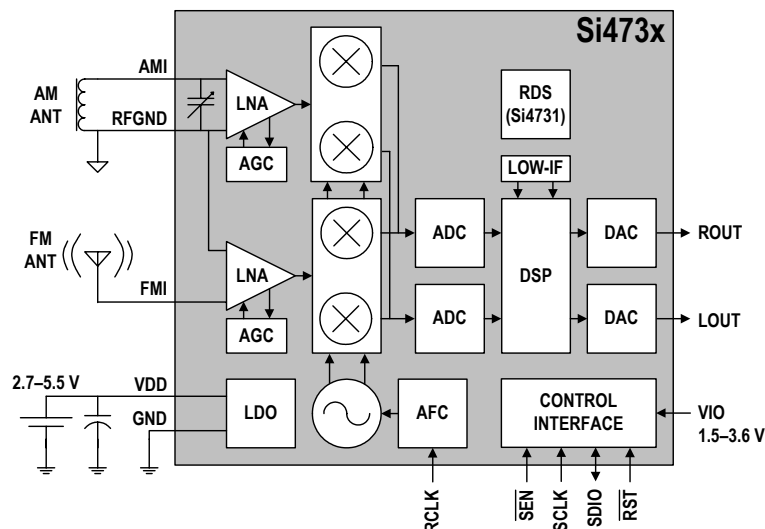 Si473x
AMI
AM
ANT
RFGND
LNA
AGC
RDS
(Si4731)
LOW-IF
FM
ANT
FMI
LNA
AGC
ADC
ADC
DSP
DAC
DAC
ROUT
LOUT
2.7–5.5 V
VDD
GND
LDO
AFC
CONTROL
INTERFACE
VIO
1.5–3.6 V
RCLK
SEN
SCLK
SDIO
RST